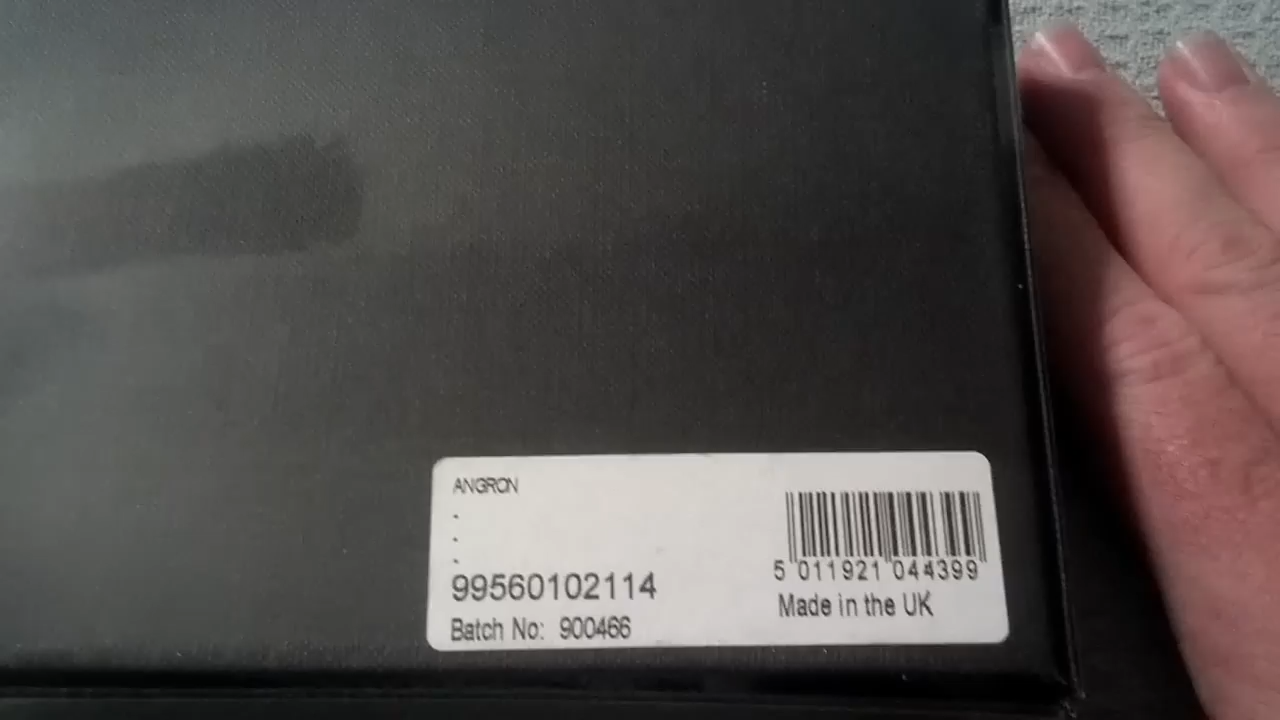 ANGRON
.
.
.
99560102114
Batch No: 900466
5 011921 044399
Made in the UK